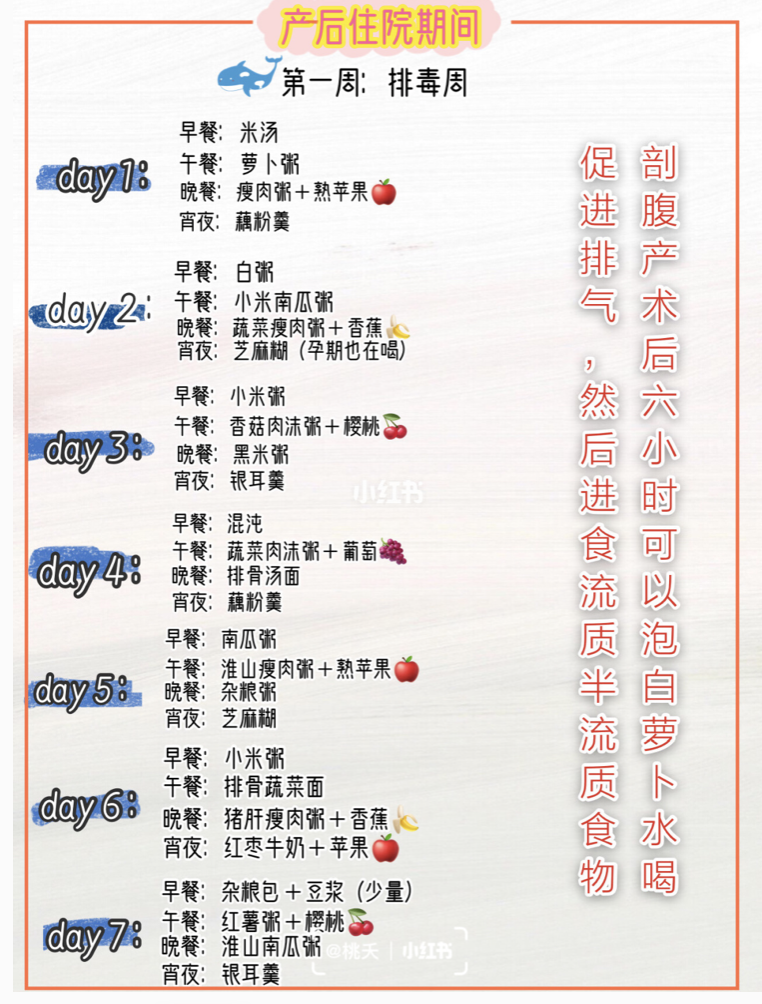 产后住院期间
第一周：排毒周
day 1：
早餐：米汤
午餐：萝卜粥
晚餐：瘦肉粥＋熟苹果
宵夜：藕粉羹
day 2：
早餐：白粥
午餐：小米南瓜粥
晚餐：蔬菜瘦肉粥＋香蕉
宵夜：芝麻糊（孕期也在喝）
day 3：
早餐：小米粥
午餐：香菇肉沫粥＋樱桃
晚餐：黑米粥
宵夜：银耳羹
小红书
day 4：
早餐：混沌
午餐：蔬菜肉沫粥＋葡萄
晚餐：排骨汤面
宵夜：藕粉羹
day 5：
早餐：南瓜粥
午餐：淮山瘦肉粥＋熟苹果
晚餐：杂粮粥
宵夜：芝麻糊
day 6：
早餐：小米粥
午餐：排骨蔬菜面
晚餐：猪肝瘦肉粥＋香蕉
宵夜：红枣牛奶＋苹果
day 7：
早餐：杂粮包＋豆浆（少量）
午餐：红薯粥＋樱桃
晚餐：淮山南瓜粥
宵夜：银耳羹
@桃夭 | 小红书
剖腹产术后六小时可以泡白萝卜水喝
促进排气，然后进食流质半流质食物